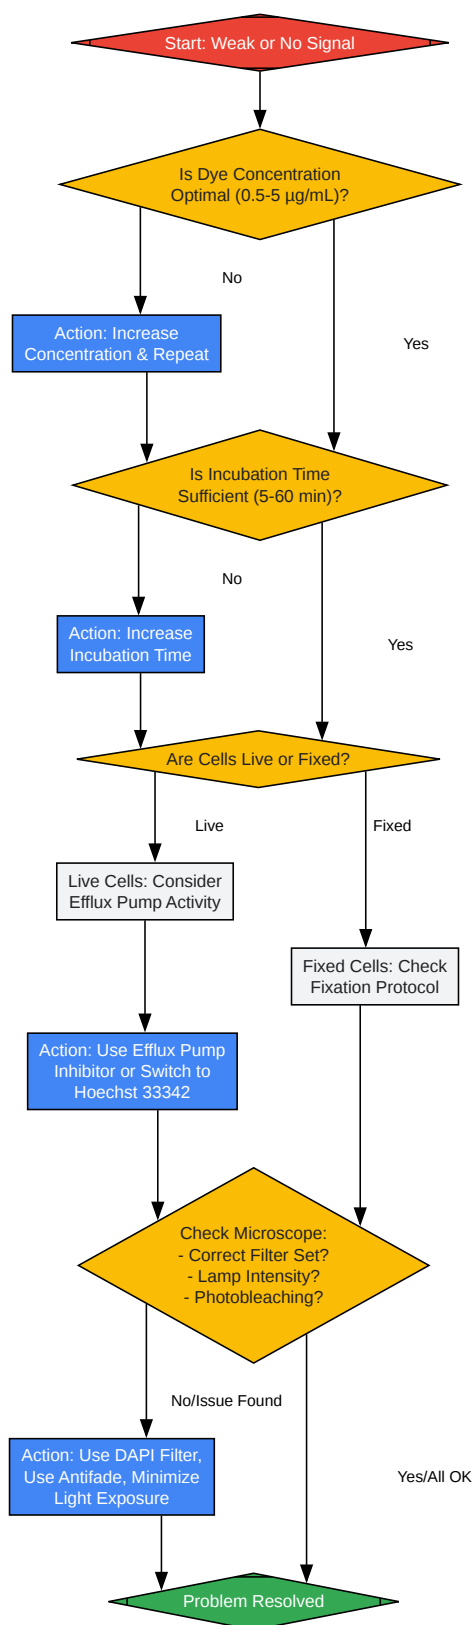 Start: Weak or No Signal
Is Dye Concentration
Optimal (0.5-5 µg/mL)?
No
Action: Increase
Concentration & Repeat
Yes
Is Incubation Time
Sufficient (5-60 min)?
No
Action: Increase
Incubation Time
Yes
Are Cells Live or Fixed?
Live
Fixed
Live Cells: Consider
Efflux Pump Activity
Fixed Cells: Check
Fixation Protocol
Action: Use Efflux Pump
Inhibitor or Switch to
Hoechst 33342
Check Microscope:
- Correct Filter Set?
- Lamp Intensity?
- Photobleaching?
No/Issue Found
Action: Use DAPI Filter,
Use Antifade, Minimize
Light Exposure
Yes/All OK
Problem Resolved